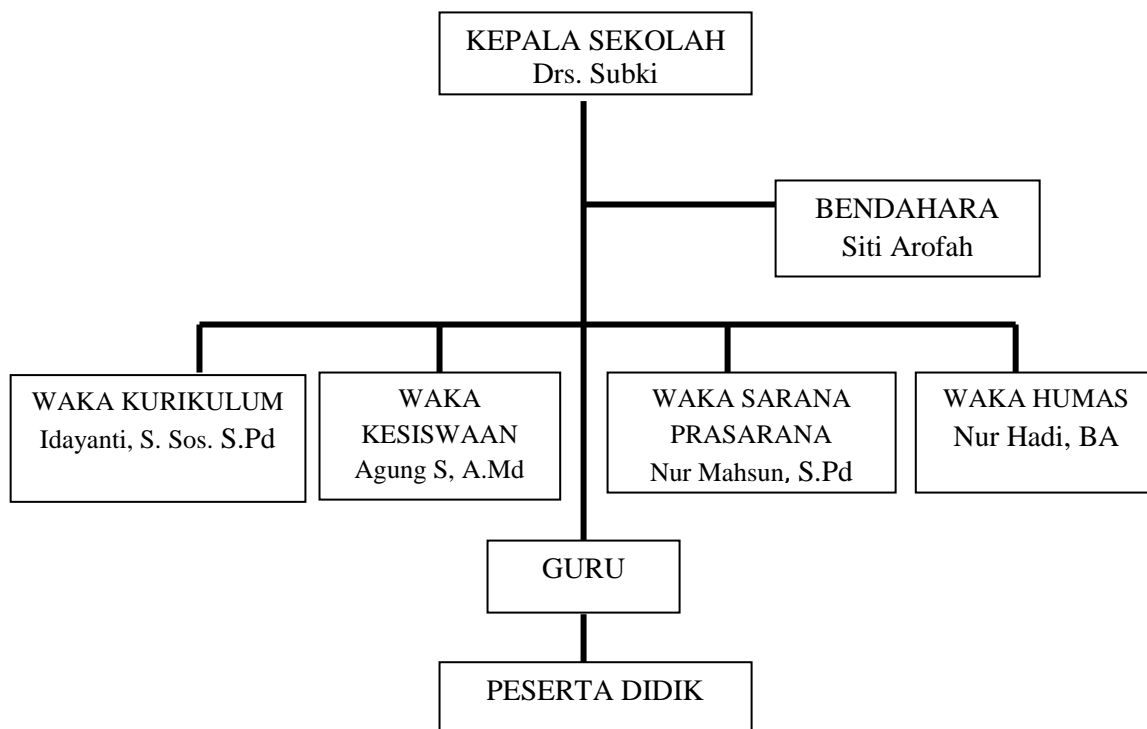 KEPALA SEKOLAH
Drs. Subki
BENDAHARA
Siti Arofah
WAKA KURIKULUM
Idayanti, S. Sos. S.Pd
WAKA
KESISWAAN
Agung S, A.Md
WAKA SARANA
PRASARANA
Nur Mahsun, S.Pd
WAKA HUMAS
Nur Hadi, BA
GURU
PESERTA DIDIK